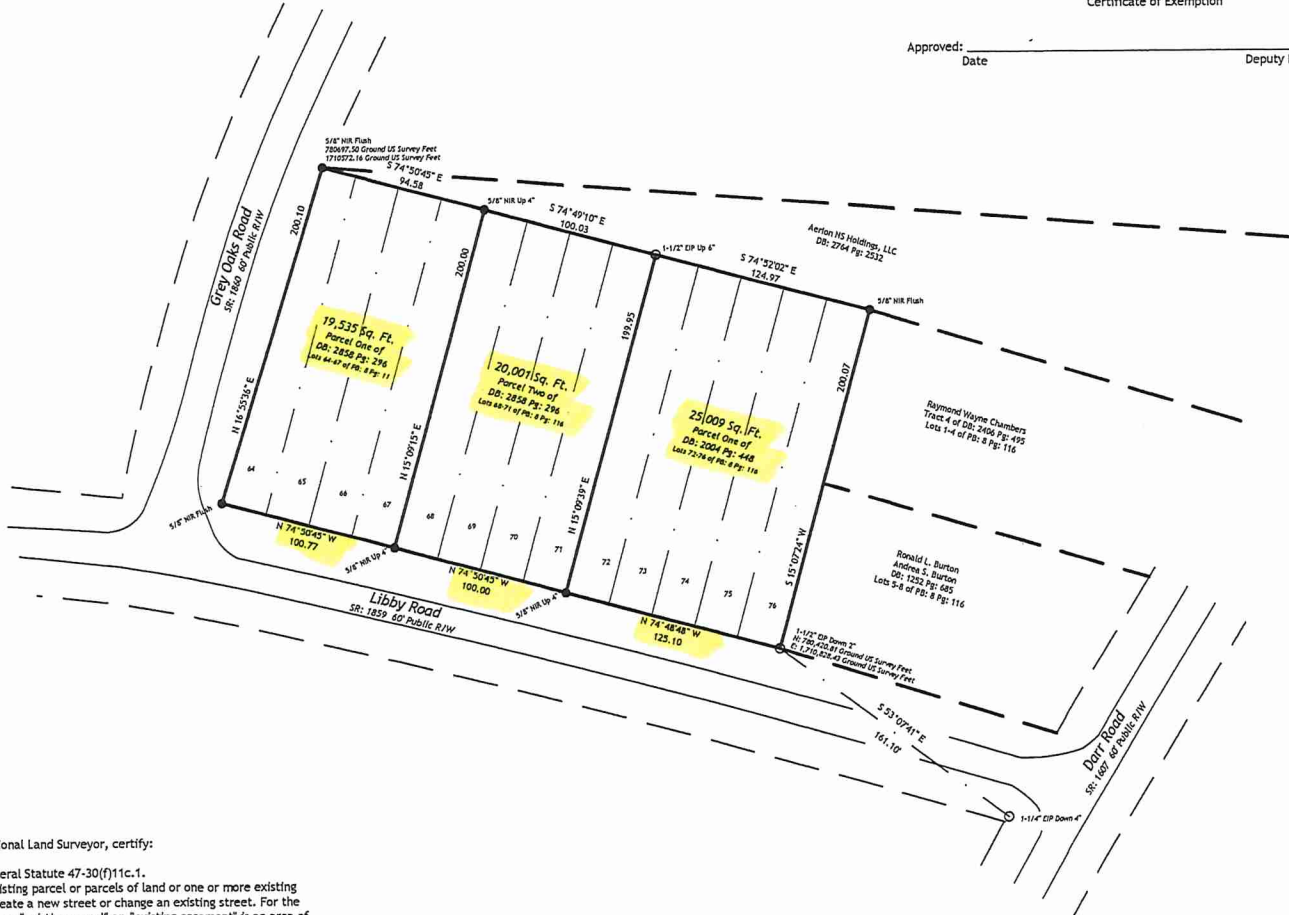 Certificate of Exemption
Approved:
Date
Deputy
5/8" NIR Flush
780697.50 Ground US Survey Feet
1710572.16 Ground US Survey Feet
S 74°50'45" E
94.58
5/8" NIR Up 4"
S 74°49'10" E
100.03
1-1/2" EIP Up 6"
S 74°52'02" E
124.97
Aerion NS Holdings, LLC
DB: 2764 Pg: 2532
5/8" NIR Flush
Grey Oaks Road
SR: 1860 60' Public R/W
200.10
200.00
199.95
200.07
19,535 Sq. Ft.
Parcel One of
DB: 2858 Pg: 296
Lots 64-67 of PB: 8 Pg: 11
20,001 Sq. Ft.
Parcel Two of
DB: 2858 Pg: 296
Lots 68-71 of PB: 8 Pg: 116
25,009 Sq. Ft.
Parcel One of
DB: 2004 Pg: 448
Lots 72-76 of PB: 8 Pg: 116
Raymond Wayne Chambers
Tract 4 of DB: 2406 Pg: 495
Lots 1-4 of PB: 8 Pg: 116
N 16°55'36" E
N 15°09'15" E
N 15°09'39" E
S 15°07'24" W
64
65
66
67
68
69
70
71
72
73
74
75
76
Ronald L. Burton
Andrea S. Burton
DB: 1252 Pg: 685
Lots 5-8 of PB: 8 Pg: 116
5/8" NIR Flush
N 74°50'45" W
100.77
5/8" NIR Up 4"
N 74°50'45" W
100.00
5/8" NIR Up 4"
N 74°48'48" W
125.10
1-1/2" EIP Down 2"
N: 780,420.81 Ground US Survey Feet
E: 1,710,828.43 Ground US Survey Feet
Libby Road
SR: 1859 60' Public R/W
S 53°07'41" E
161.10'
Darr Road
SR: 1607 60' Public R/W
1-1/4" EIP Down 4"
onal Land Surveyor, certify:
eral Statute 47-30(f)11c.1.
isting parcel or parcels of land or one or more existing
eate a new street or change an existing street. For the